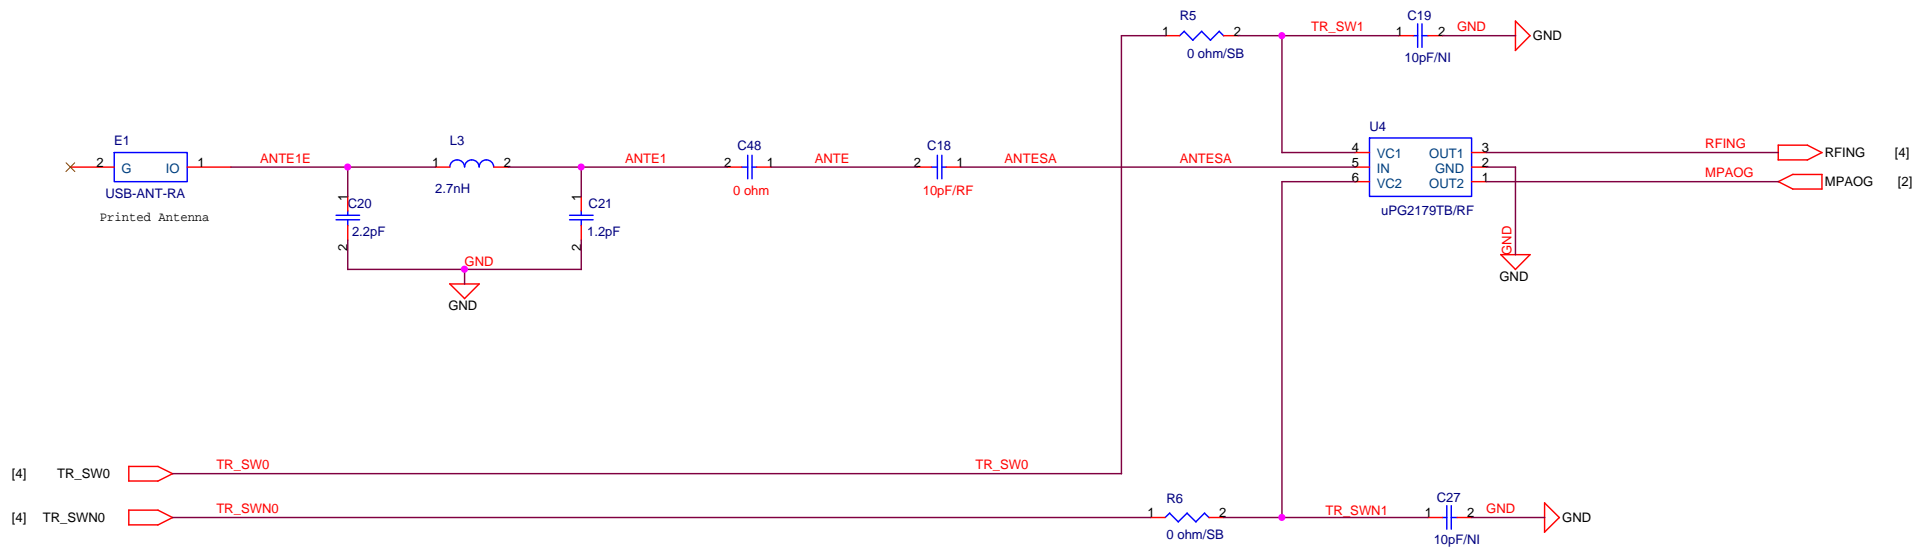 R5
1
2
0 ohm/SB
TR_SW1
C19
1
2
GND
10pF/NI
GND
E1
2
G
IO
1
USB-ANT-RA
Printed Antenna
ANTE1E
L3
1
2
2.7nH
ANTE1
C48
2
1
0 ohm
ANTE
C18
2
1
10pF/RF
ANTESA
ANTESA
U4
4
VC1
OUT1
3
5
IN
GND
2
6
VC2
OUT2
1
uPG2179TB/RF
RFING
RFING
[4]
MPAOG
MPAOG
[2]
GND
GND
1
C20
2.2pF
2
1
C21
1.2pF
2
GND
GND
[4]
TR_SW0
TR_SW0
TR_SW0
[4]
TR_SWN0
TR_SWN0
R6
1
2
0 ohm/SB
TR_SWN1
C27
1
2
GND
10pF/NI
GND